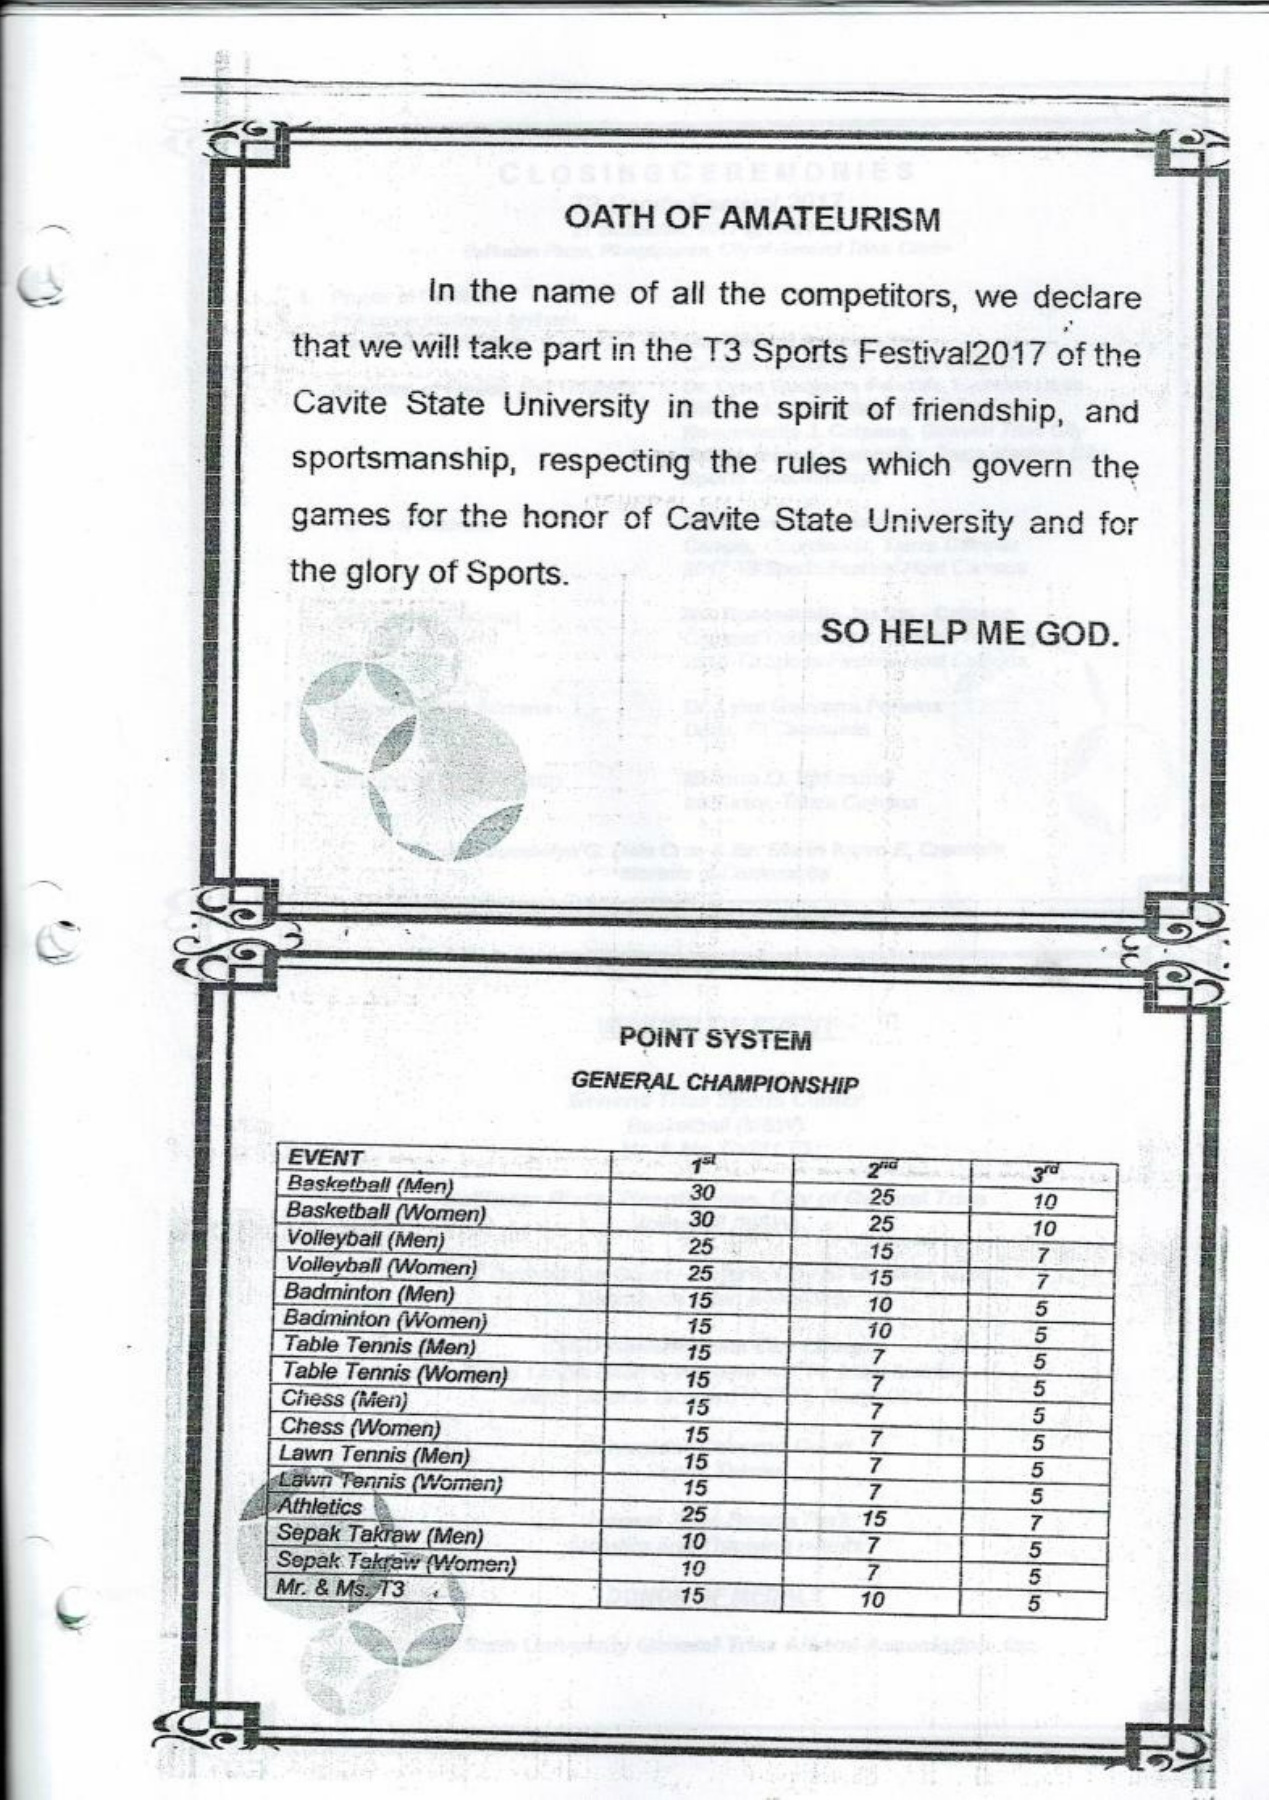 OATH OF AMATEURISM
In the name of all the competitors, we declare
that we will take part in the T3 Sports Festival2017 of the
Cavite State University in the spirit of friendship, and
sportsmanship, respecting the rules which govern the
games for the honor of Cavite State University and for
the glory of Sports.
SO HELP ME GOD.
POINT SYSTEM
GENERAL CHAMPIONSHIP
EVENT 1st 2nd 3rd
Basketball (Men) 30 25 10
Basketball (Women) 30 25 10
Volleyball (Men) 25 15 7
Volleyball (Women) 25 15 7
Badminton (Men) 15 10 5
Badminton (Women) 15 10 5
Table Tennis (Men) 15 7 5
Table Tennis (Women) 15 7 5
Chess (Men) 15 7 5
Chess (Women) 15 7 5
Lawn Tennis (Men) 15 7 5
Lawn Tennis (Women) 15 7 5
Athletics 25 15 7
Sepak Takraw (Men) 10 7 5
Sepak Takraw (Women) 10 7 5
Mr. & Ms. T3 15 10 5